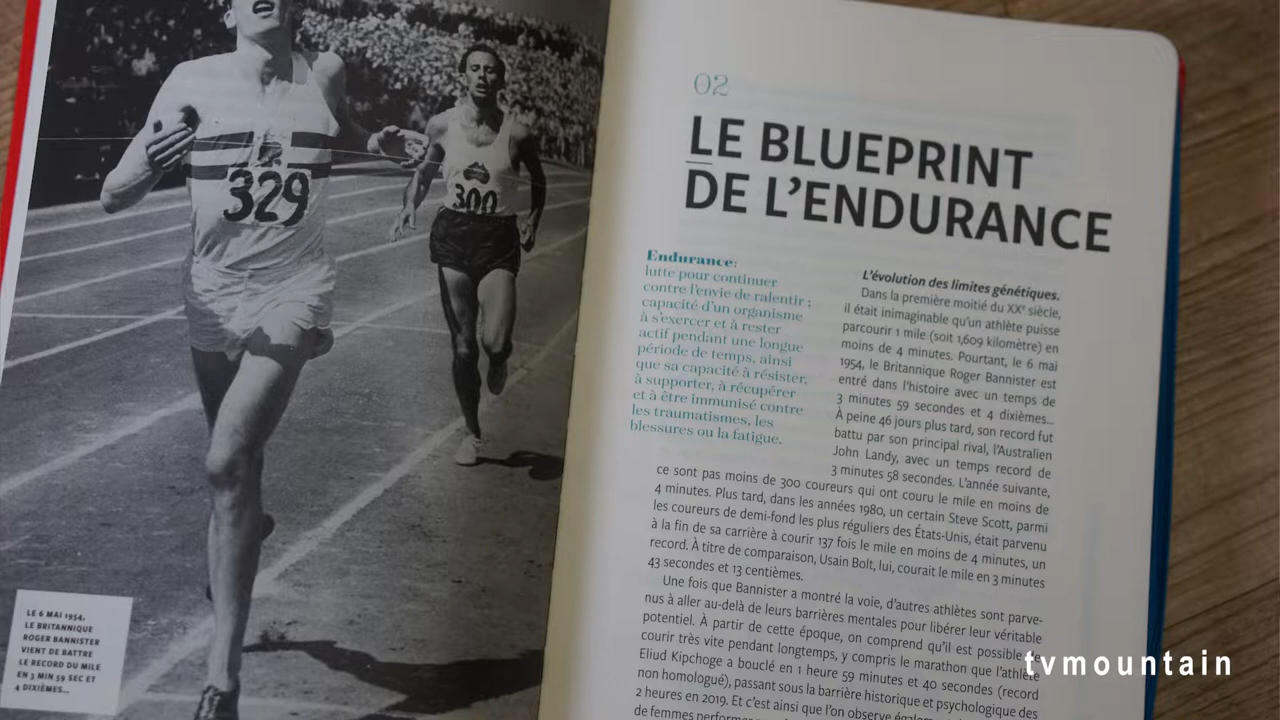 329
300
LE 6 MAI 1954,
LE BRITANNIQUE
ROGER BANNISTER
VIENT DE BATTRE
LE RECORD DU MILE
EN 3 MIN 59 SEC ET
4 DIXIÈMES…
02
LE BLUEPRINT
DE L'ENDURANCE
Endurance:
lutte pour continuer
contre l'envie de ralentir ;
capacité d'un organisme
à s'exercer et à rester
actif pendant une longue
période de temps, ainsi
que sa capacité à résister,
à supporter, à récupérer
et à être immunisé contre
les traumatismes, les
blessures ou la fatigue.
L'évolution des limites génétiques.
Dans la première moitié du XXe siècle,
il était inimaginable qu'un athlète puisse
parcourir 1 mile (soit 1,609 kilomètre) en
moins de 4 minutes. Pourtant, le 6 mai
1954, le Britannique Roger Bannister est
entré dans l'histoire avec un temps de
3 minutes 59 secondes et 4 dixièmes…
À peine 46 jours plus tard, son record fut
battu par son principal rival, l'Australien
John Landy, avec un temps record de
3 minutes 58 secondes. L'année suivante,
ce sont pas moins de 300 coureurs qui ont couru le mile en moins de
4 minutes. Plus tard, dans les années 1980, un certain Steve Scott, parmi
les coureurs de demi-fond les plus réguliers des États-Unis, était parvenu
à la fin de sa carrière à courir 137 fois le mile en moins de 4 minutes, un
record. À titre de comparaison, Usain Bolt, lui, courait le mile en 3 minutes
43 secondes et 13 centièmes.
Une fois que Bannister a montré la voie, d'autres athlètes sont parve-
nus à aller au-delà de leurs barrières mentales pour libérer leur véritable
potentiel. À partir de cette époque, on comprend qu'il est possible de
courir très vite pendant longtemps, y compris le marathon que l'athlète
Eliud Kipchoge a bouclé en 1 heure 59 minutes et 40 secondes (record
non homologué), passant sous la barrière historique et psychologique des
2 heures en 2019. Et c'est ainsi que l'on observe
de femmes
tvmountain